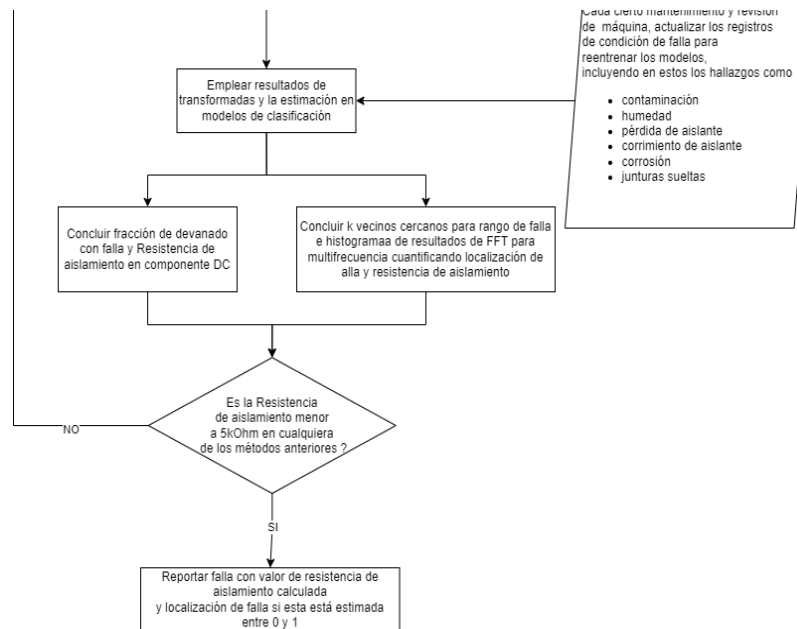 Cada cierto mantenimiento y revisión
de máquina, actualizar los registros
de condición de falla para
reentrenar los modelos,
incluyendo en estos los hallazgos como
• contaminación
• humedad
• pérdida de aislante
• corrimiento de aislante
• corrosión
• junturas sueltas
Emplear resultados de
transformadas y la estimación en
modelos de clasificación
Concluir fracción de devanado
con falla y Resistencia de
aislamiento en componente DC
Concluir k vecinos cercanos para rango de falla
e histogramaa de resultados de FFT para
multifrecuencia cuantificando localización de
alla y resistencia de aislamiento
Es la Resistencia
de aislamiento menor
a 5kOhm en cualquiera
de los métodos anteriores ?
NO
SI
Reportar falla con valor de resistencia de
aislamiento calculada
y localización de falla si esta está estimada
entre 0 y 1